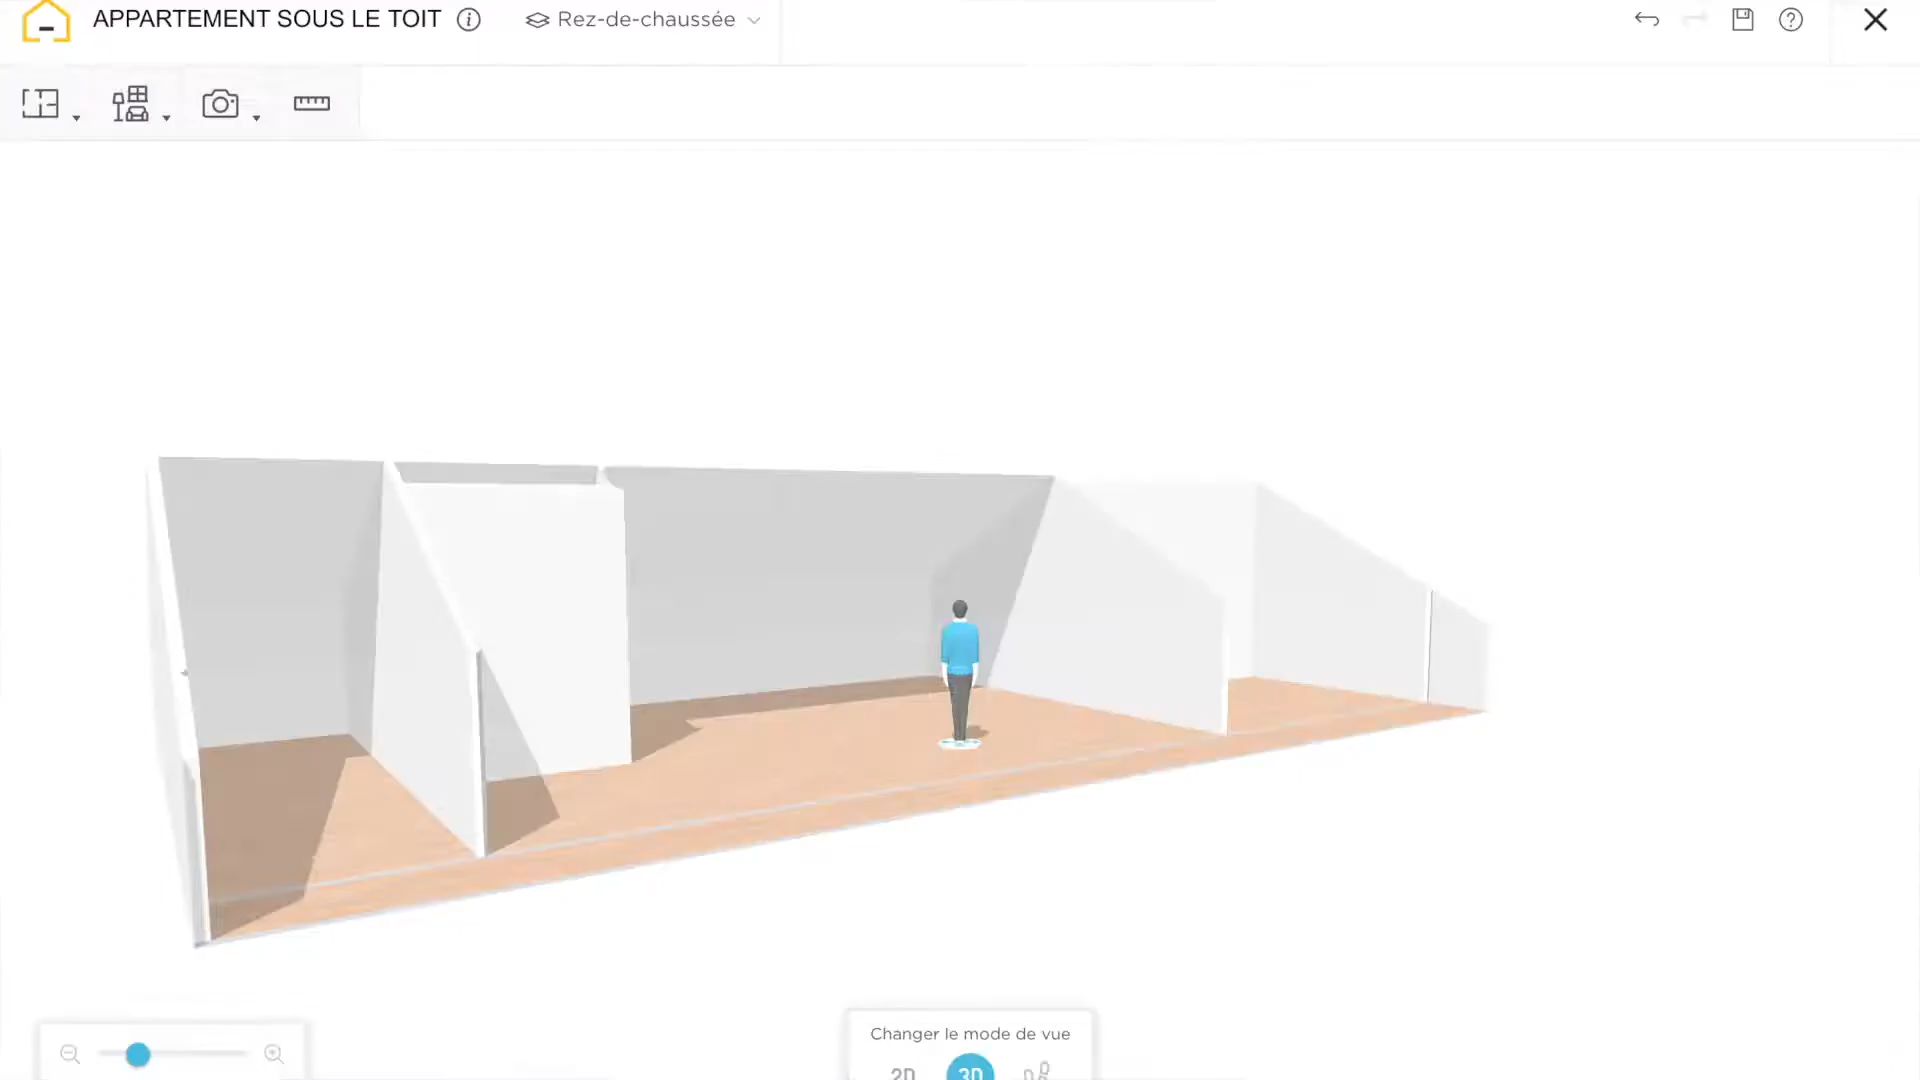 APPARTEMENT SOUS LE TOIT
Rez-de-chaussée
Changer le mode de vue
2D
3D